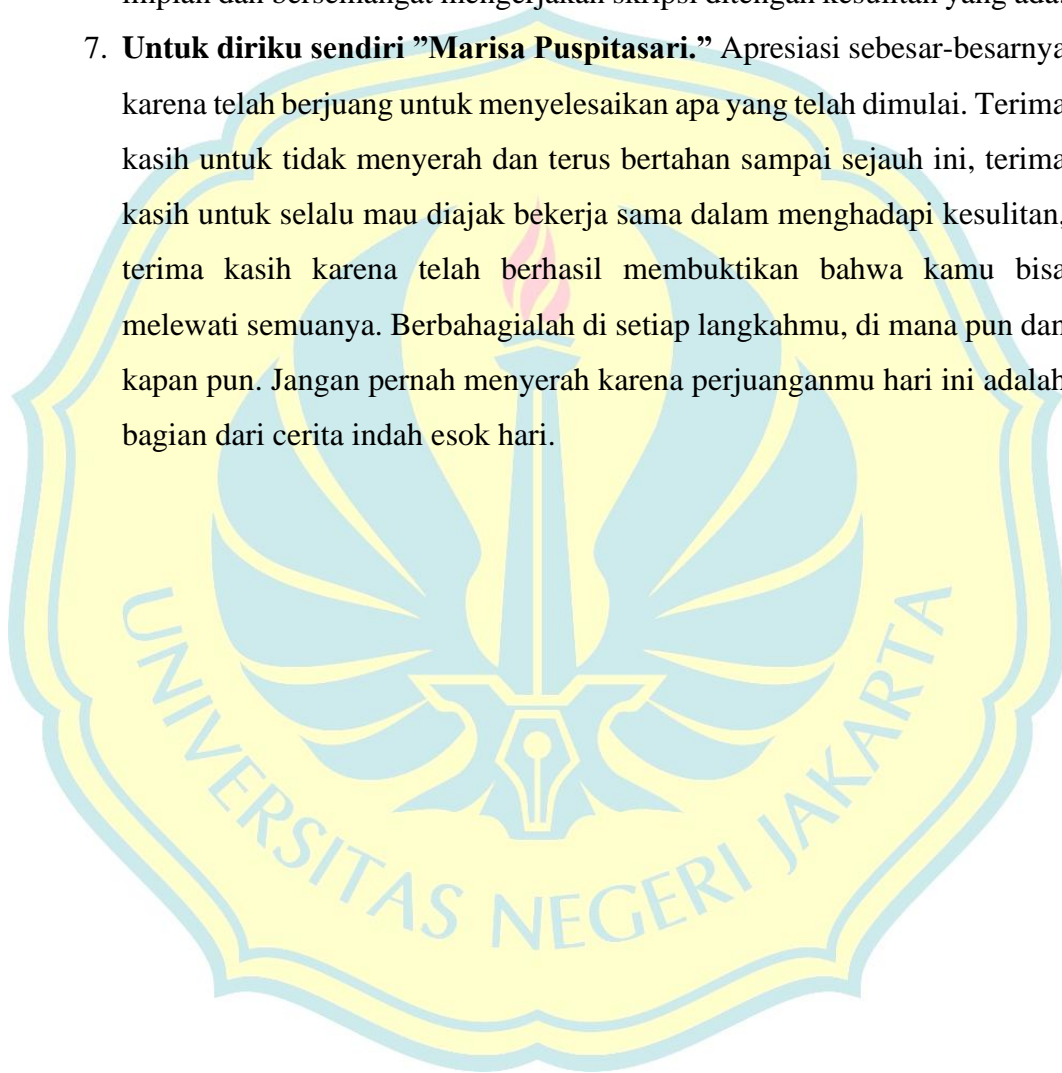 impian dan bersemangat mengerjakan skripsi ditengah kesulitan yang ada.
7. Untuk diriku sendiri ”Marisa Puspitasari.” Apresiasi sebesar-besarnya
karena telah berjuang untuk menyelesaikan apa yang telah dimulai. Terima
kasih untuk tidak menyerah dan terus bertahan sampai sejauh ini, terima
kasih untuk selalu mau diajak bekerja sama dalam menghadapi kesulitan,
terima kasih karena telah berhasil membuktikan bahwa kamu bisa
melewati semuanya. Berbahagialah di setiap langkahmu, di mana pun dan
kapan pun. Jangan pernah menyerah karena perjuanganmu hari ini adalah
bagian dari cerita indah esok hari.
UNIVERSITAS NEGERI JAKARTA